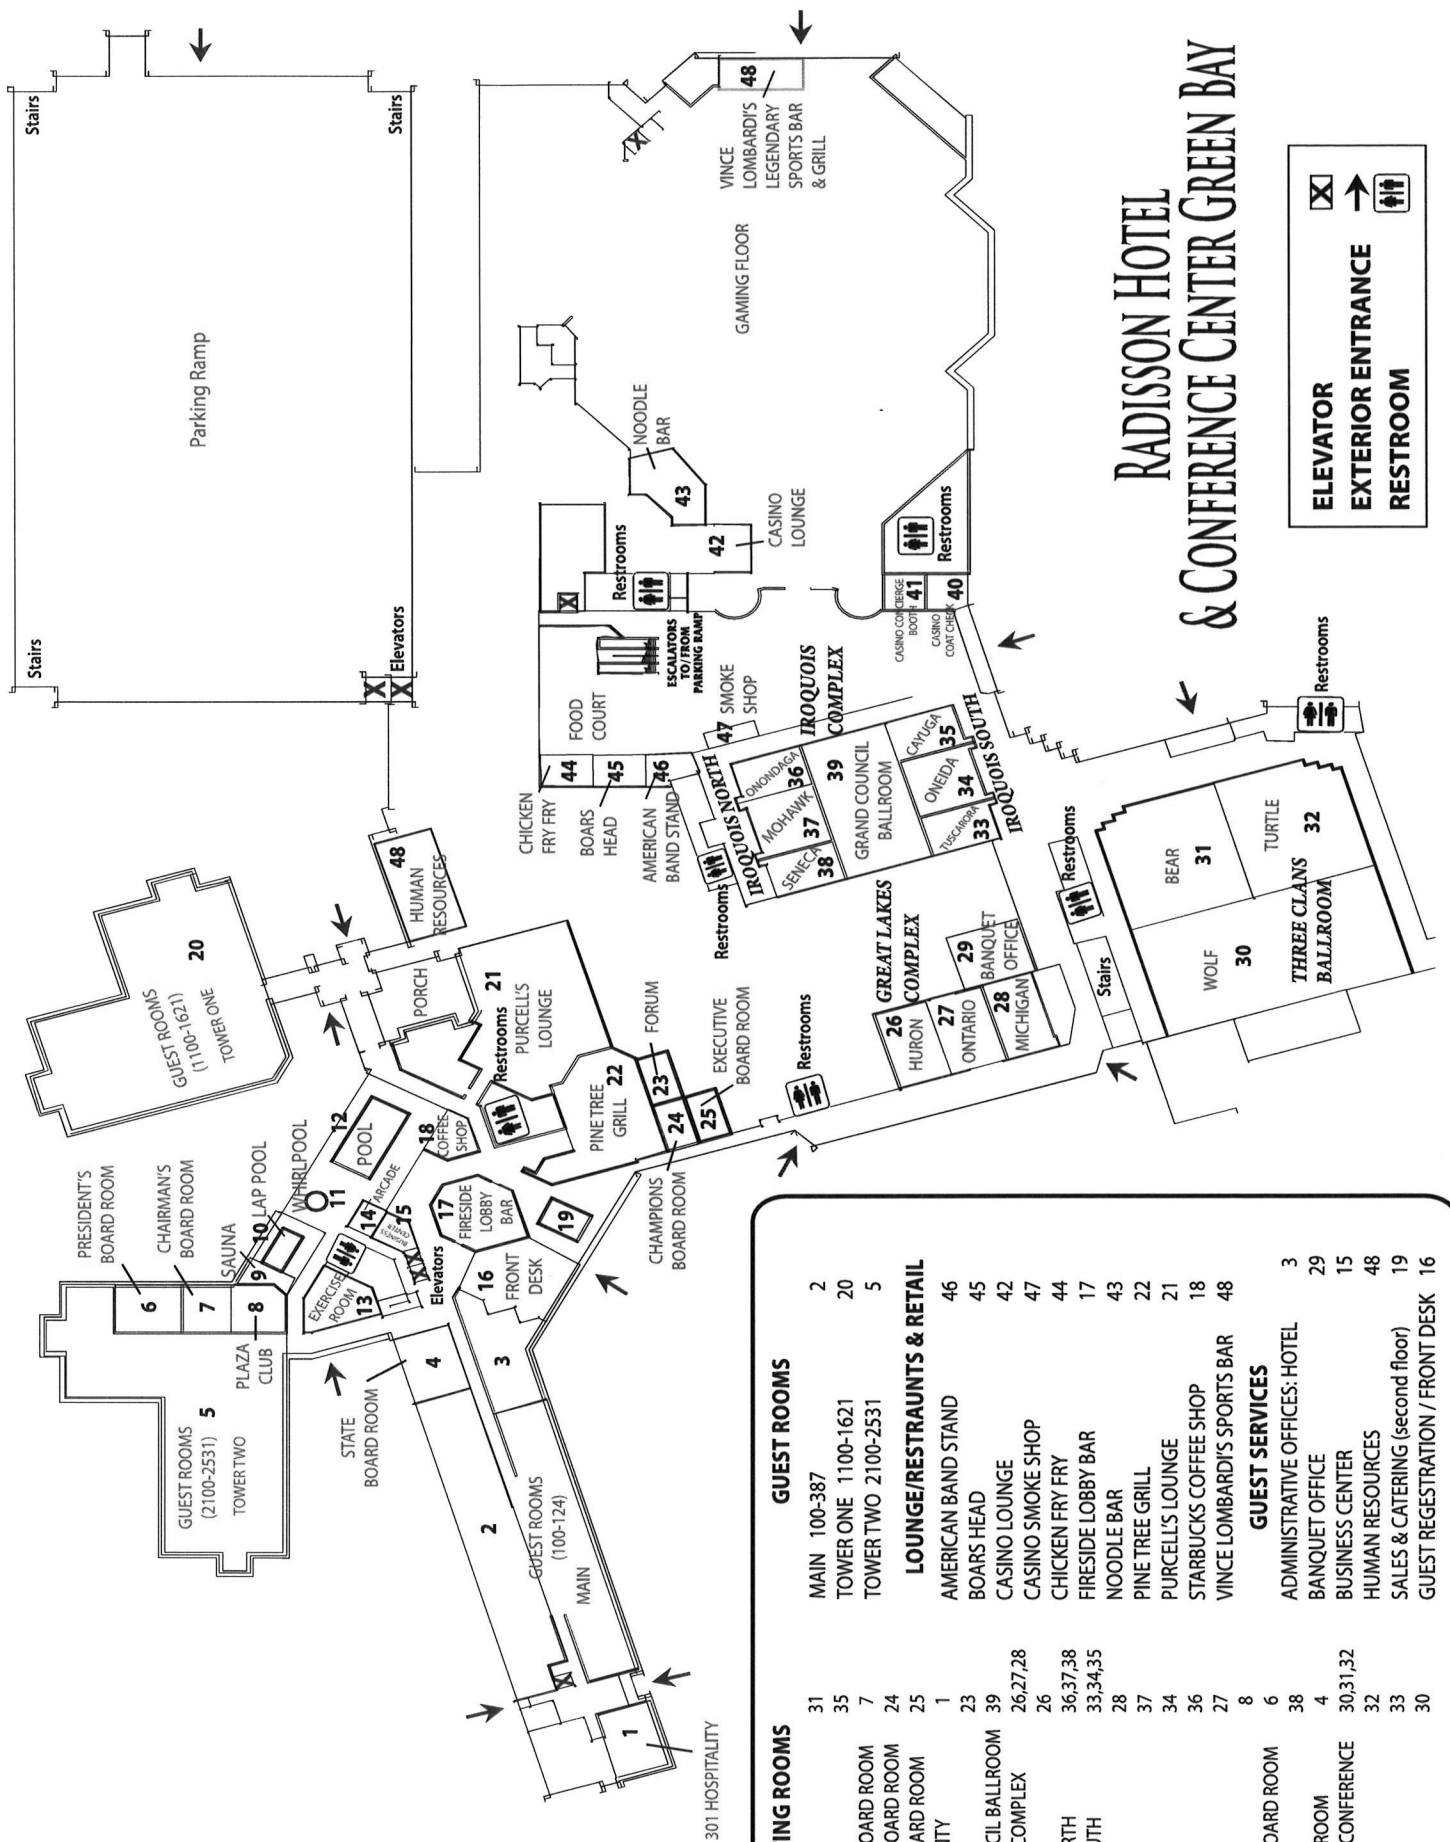 RADISSON HOTEL
& CONFERENCE CENTER GREEN BAY
ELEVATOR
EXTERIOR ENTRANCE
RESTROOM
Stairs
Stairs
Stairs
Parking Ramp
Elevators
48
VINCE
LOMBARDI'S
LEGENDARY
SPORTS BAR
& GRILL
GAMING FLOOR
NOODLE
BAR
43
42
CASINO
LOUNGE
Restrooms
Restrooms
CASINO CONCIERGE
BOOTH
41
CASINO
COAT CHECK
40
ESCALATORS
TO/FROM
PARKING RAMP
FOOD
COURT
47
SMOKE
SHOP
44
45
46
CHICKEN
FRY FRY
BOARS
HEAD
AMERICAN
BAND STAND
IROQUOIS
COMPLEX
IROQUOIS NORTH
IROQUOIS SOUTH
ONONDAGA
36
MOHAWK
37
SENECA
38
39
GRAND COUNCIL
BALLROOM
CAYUGA
35
ONEIDA
34
TUSCARORA
33
Restrooms
Restrooms
Restrooms
BEAR
31
TURTLE
32
WOLF
30
THREE CLANS
BALLROOM
Stairs
GREAT LAKES
COMPLEX
29
BANQUET
OFFICE
26
HURON
27
ONTARIO
28
MICHIGAN
Restrooms
48
HUMAN
RESOURCES
20
GUEST ROOMS
(1100-1621)
TOWER ONE
PORCH
21
PURCELL'S
LOUNGE
Restrooms
22
PINE TREE
GRILL
23
FORUM
24
25
EXECUTIVE
BOARD ROOM
CHAMPIONS
BOARD ROOM
12
POOL
18
COFFEE
SHOP
WHIRLPOOL
11
ARCADE
14
15
BUSINESS
CENTER
17
FIRESIDE
LOBBY
BAR
19
LAP POOL
10
SAUNA
9
EXERCISE
ROOM
13
Elevators
16
FRONT
DESK
PRESIDENT'S
BOARD ROOM
CHAIRMAN'S
BOARD ROOM
6
7
8
PLAZA
CLUB
GUEST ROOMS
(2100-2531)
5
TOWER TWO
STATE
BOARD ROOM
4
3
2
GUEST ROOMS
(100-124)
MAIN
1
301 HOSPITALITY
ING ROOMS
31
35
OARD ROOM 7
OARD ROOM 24
ARD ROOM 25
ITY 1
23
CIL BALLROOM 39
COMPLEX 26,27,28
26
RTH 36,37,38
UTH 33,34,35
28
37
34
36
27
8
OARD ROOM 6
38
ROOM 4
CONFERENCE 30,31,32
32
33
30
GUEST ROOMS
MAIN 100-387 2
TOWER ONE 1100-1621 20
TOWER TWO 2100-2531 5
LOUNGE/RESTRAUNTS & RETAIL
AMERICAN BAND STAND 46
BOARS HEAD 45
CASINO LOUNGE 42
CASINO SMOKE SHOP 47
CHICKEN FRY FRY 44
FIRESIDE LOBBY BAR 17
NOODLE BAR 43
PINE TREE GRILL 22
PURCELL'S LOUNGE 21
STARBUCKS COFFEE SHOP 18
VINCE LOMBARDI'S SPORTS BAR 48
GUEST SERVICES
ADMINISTRATIVE OFFICES: HOTEL 3
BANQUET OFFICE 29
BUSINESS CENTER 15
HUMAN RESOURCES 48
SALES & CATERING (second floor) 19
GUEST REGESTRATION / FRONT DESK 16